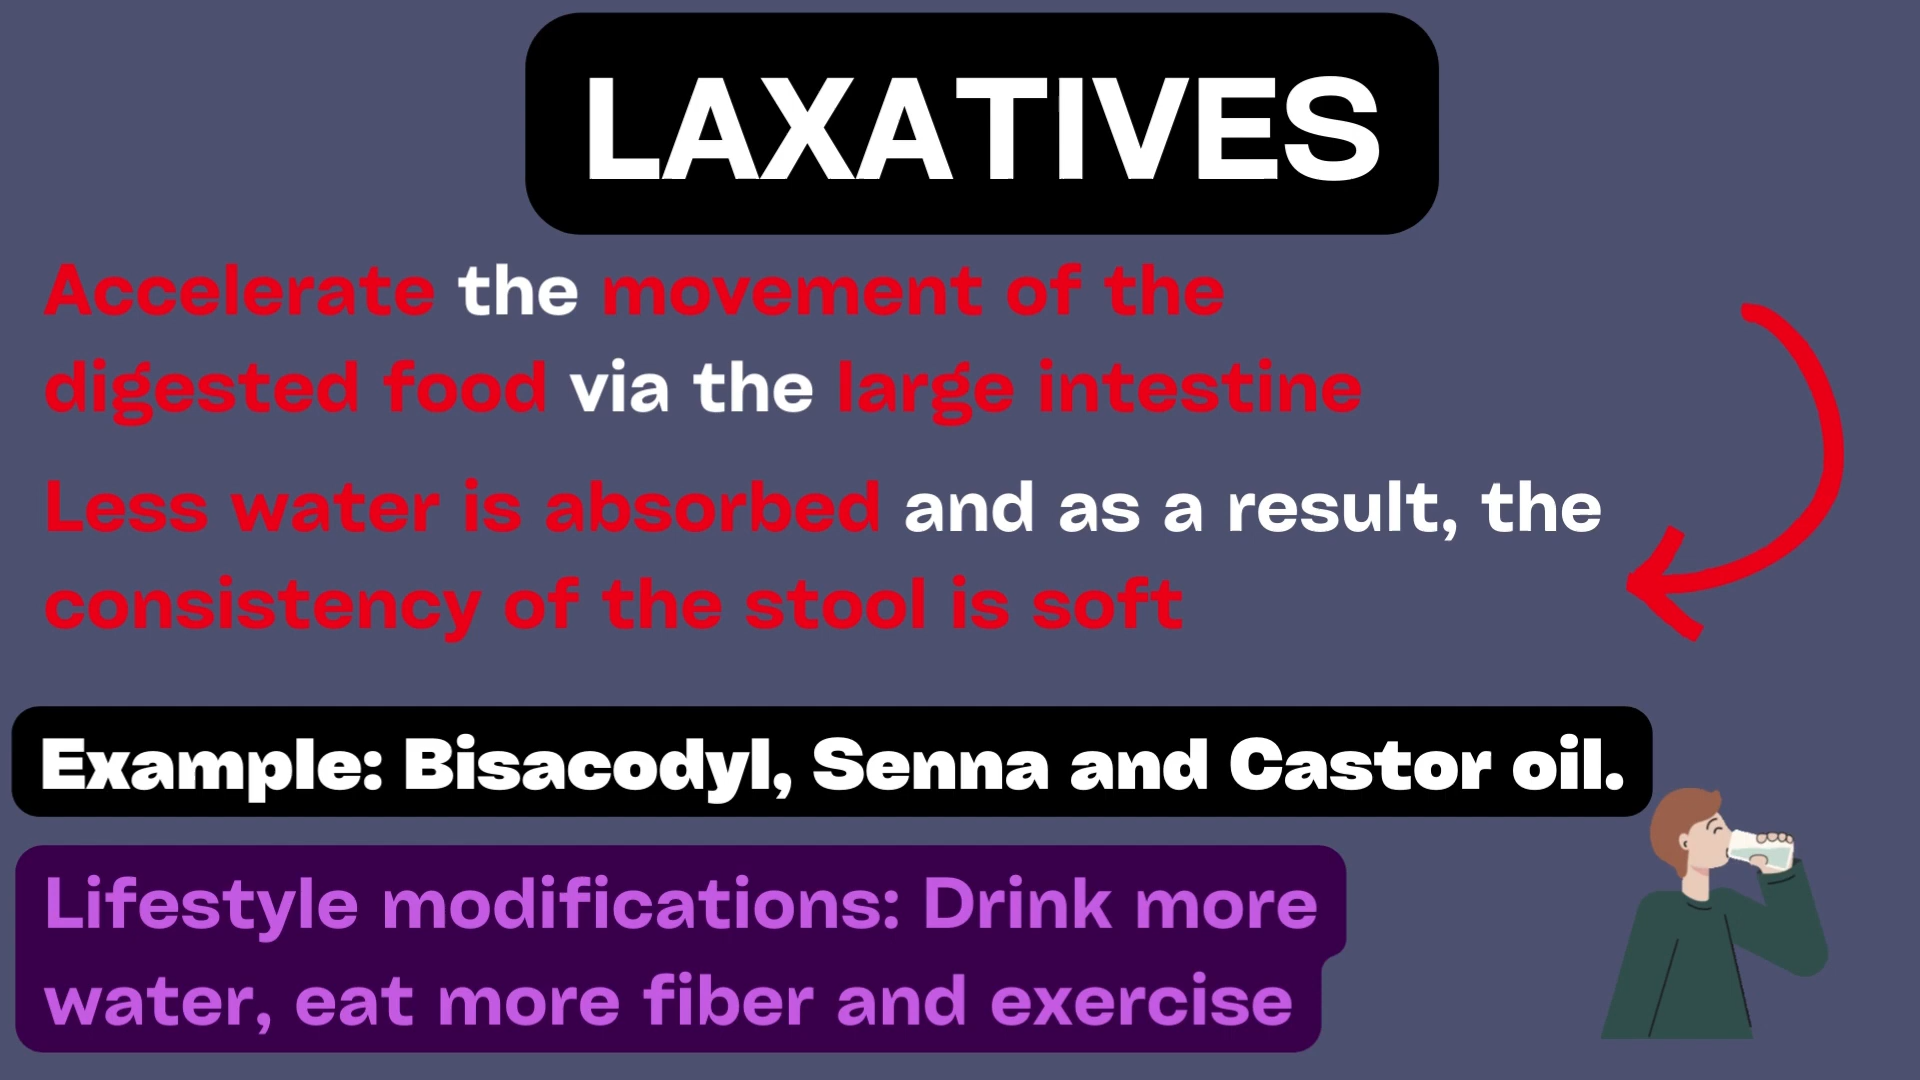 LAXATIVES
Accelerate the movement of the
digested food via the large intestine
Less water is absorbed and as a result, the
consistency of the stool is soft
Example: Bisacodyl, Senna and Castor oil.
Lifestyle modifications: Drink more
water, eat more fiber and exercise